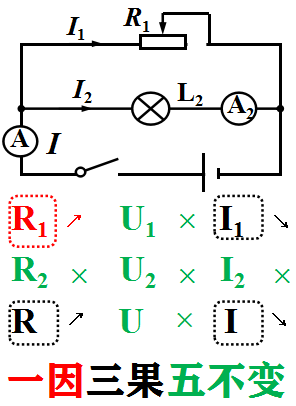 I₁ R₁
I₂ L₂ A₂
A I
R₁ ↗ U₁ × I₁ ↘
R₂ × U₂ × I₂ ×
R ↗ U × I ↘
一因三果五不变